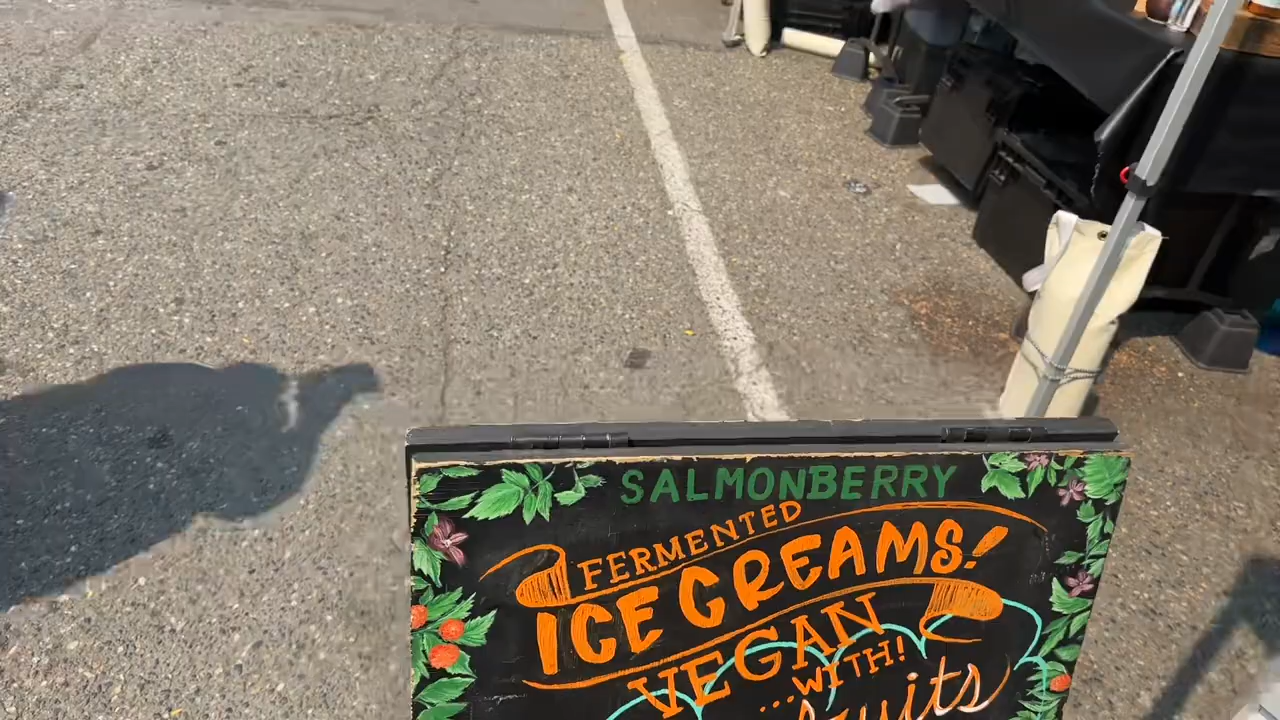 SALMONBERRY
FERMENTED
ICE CREAMS!
VEGAN
...WITH!